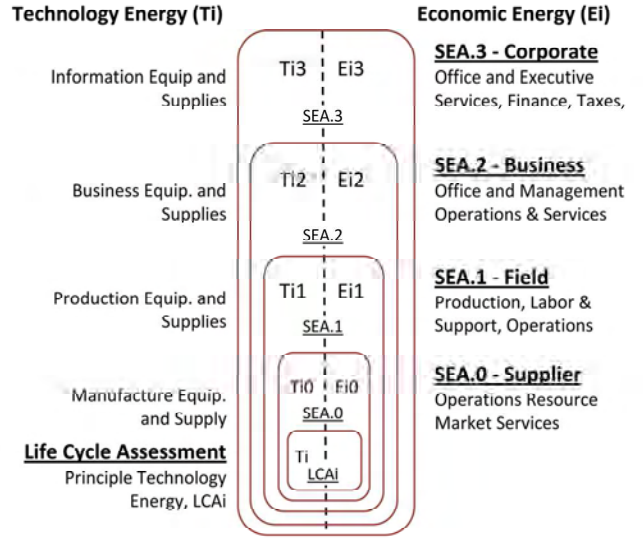 Technology Energy (Ti)
Economic Energy (Ei)
Information Equip and
Supplies
Ti3 Ei3
SEA.3
SEA.3 - Corporate
Office and Executive
Services, Finance, Taxes,
Business Equip. and
Supplies
Ti2 Ei2
SEA.2
SEA.2 - Business
Office and Management
Operations & Services
Production Equip. and
Supplies
Ti1 Ei1
SEA.1
SEA.1 - Field
Production, Labor &
Support, Operations
Manufacture Equip.
and Supply
Ti0 Ei0
SEA.0
SEA.0 - Supplier
Operations Resource
Market Services
Life Cycle Assessment
Principle Technology
Energy, LCAi
Ti
LCAi